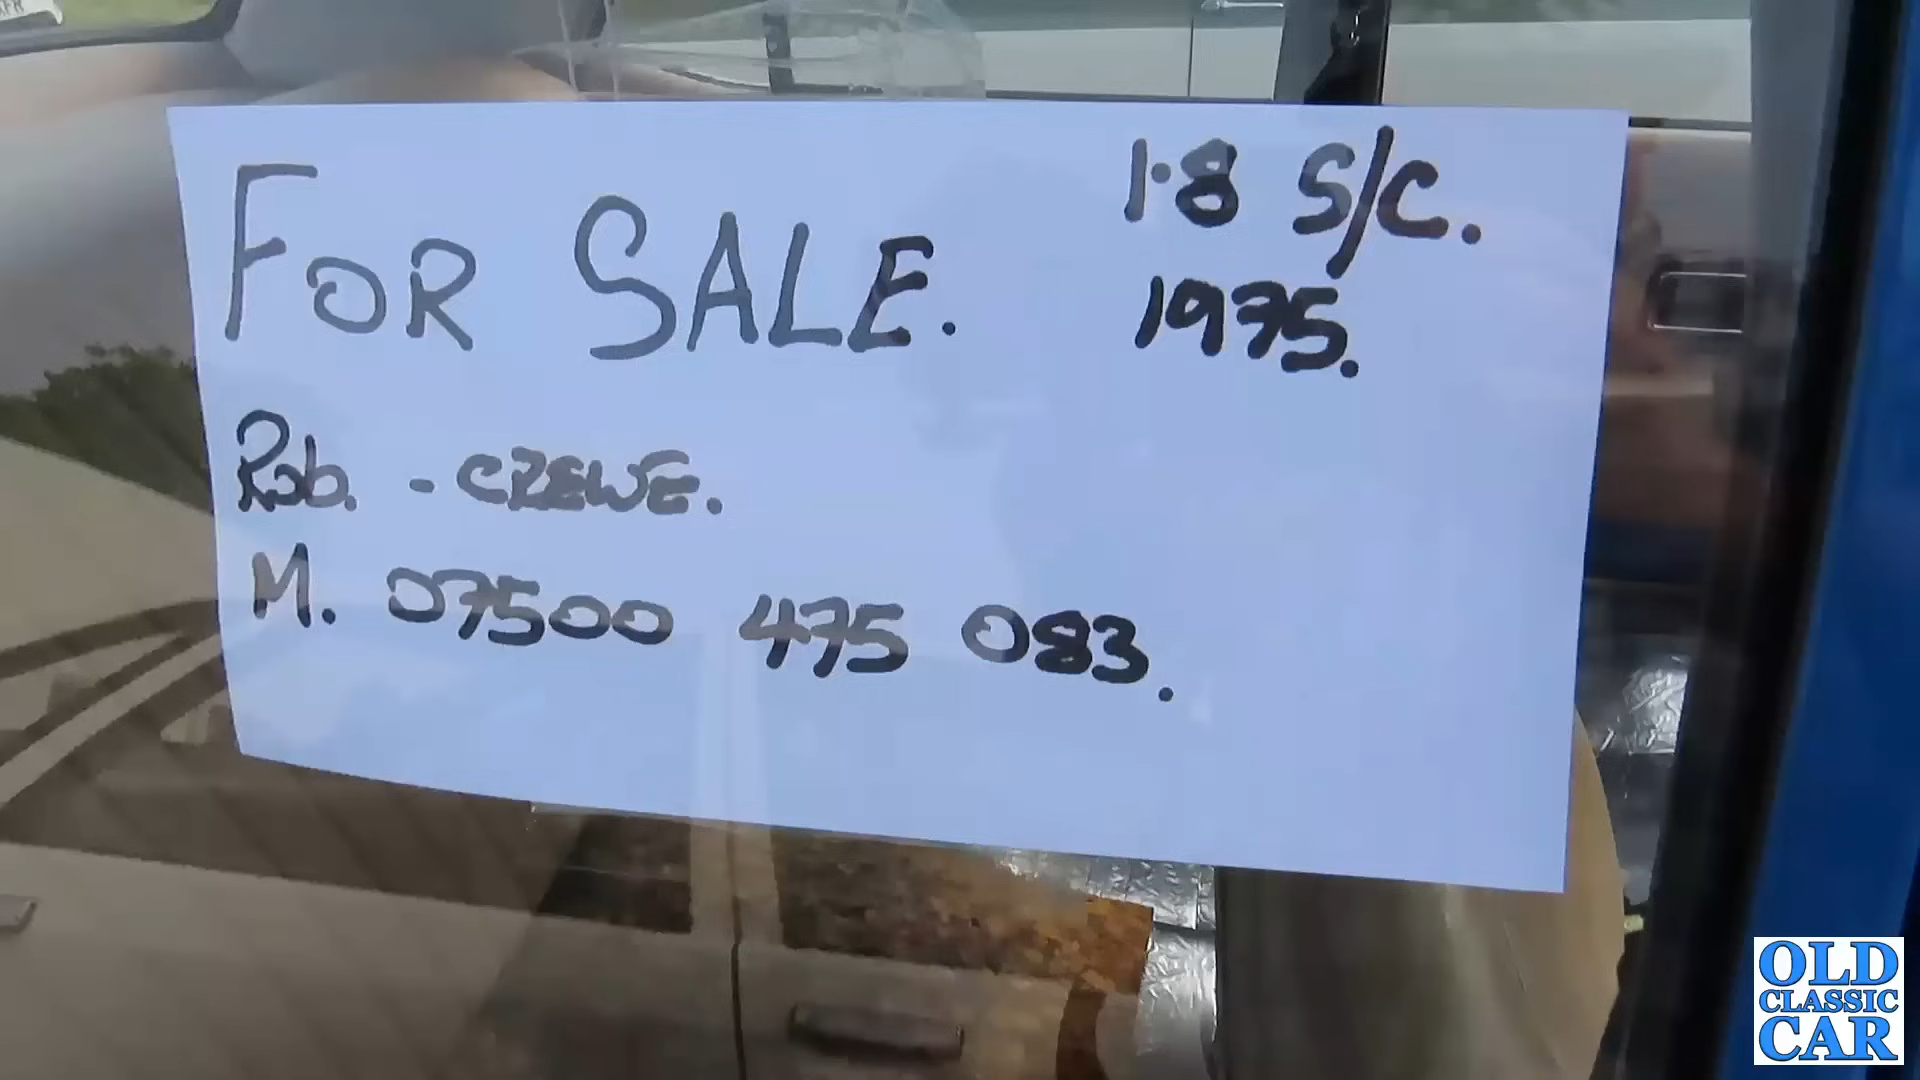 FOR SALE.
1.8 S/C.
1975.
Rob. - CREWE.
M. 07500 475 083.
OLD
CLASSIC
CAR